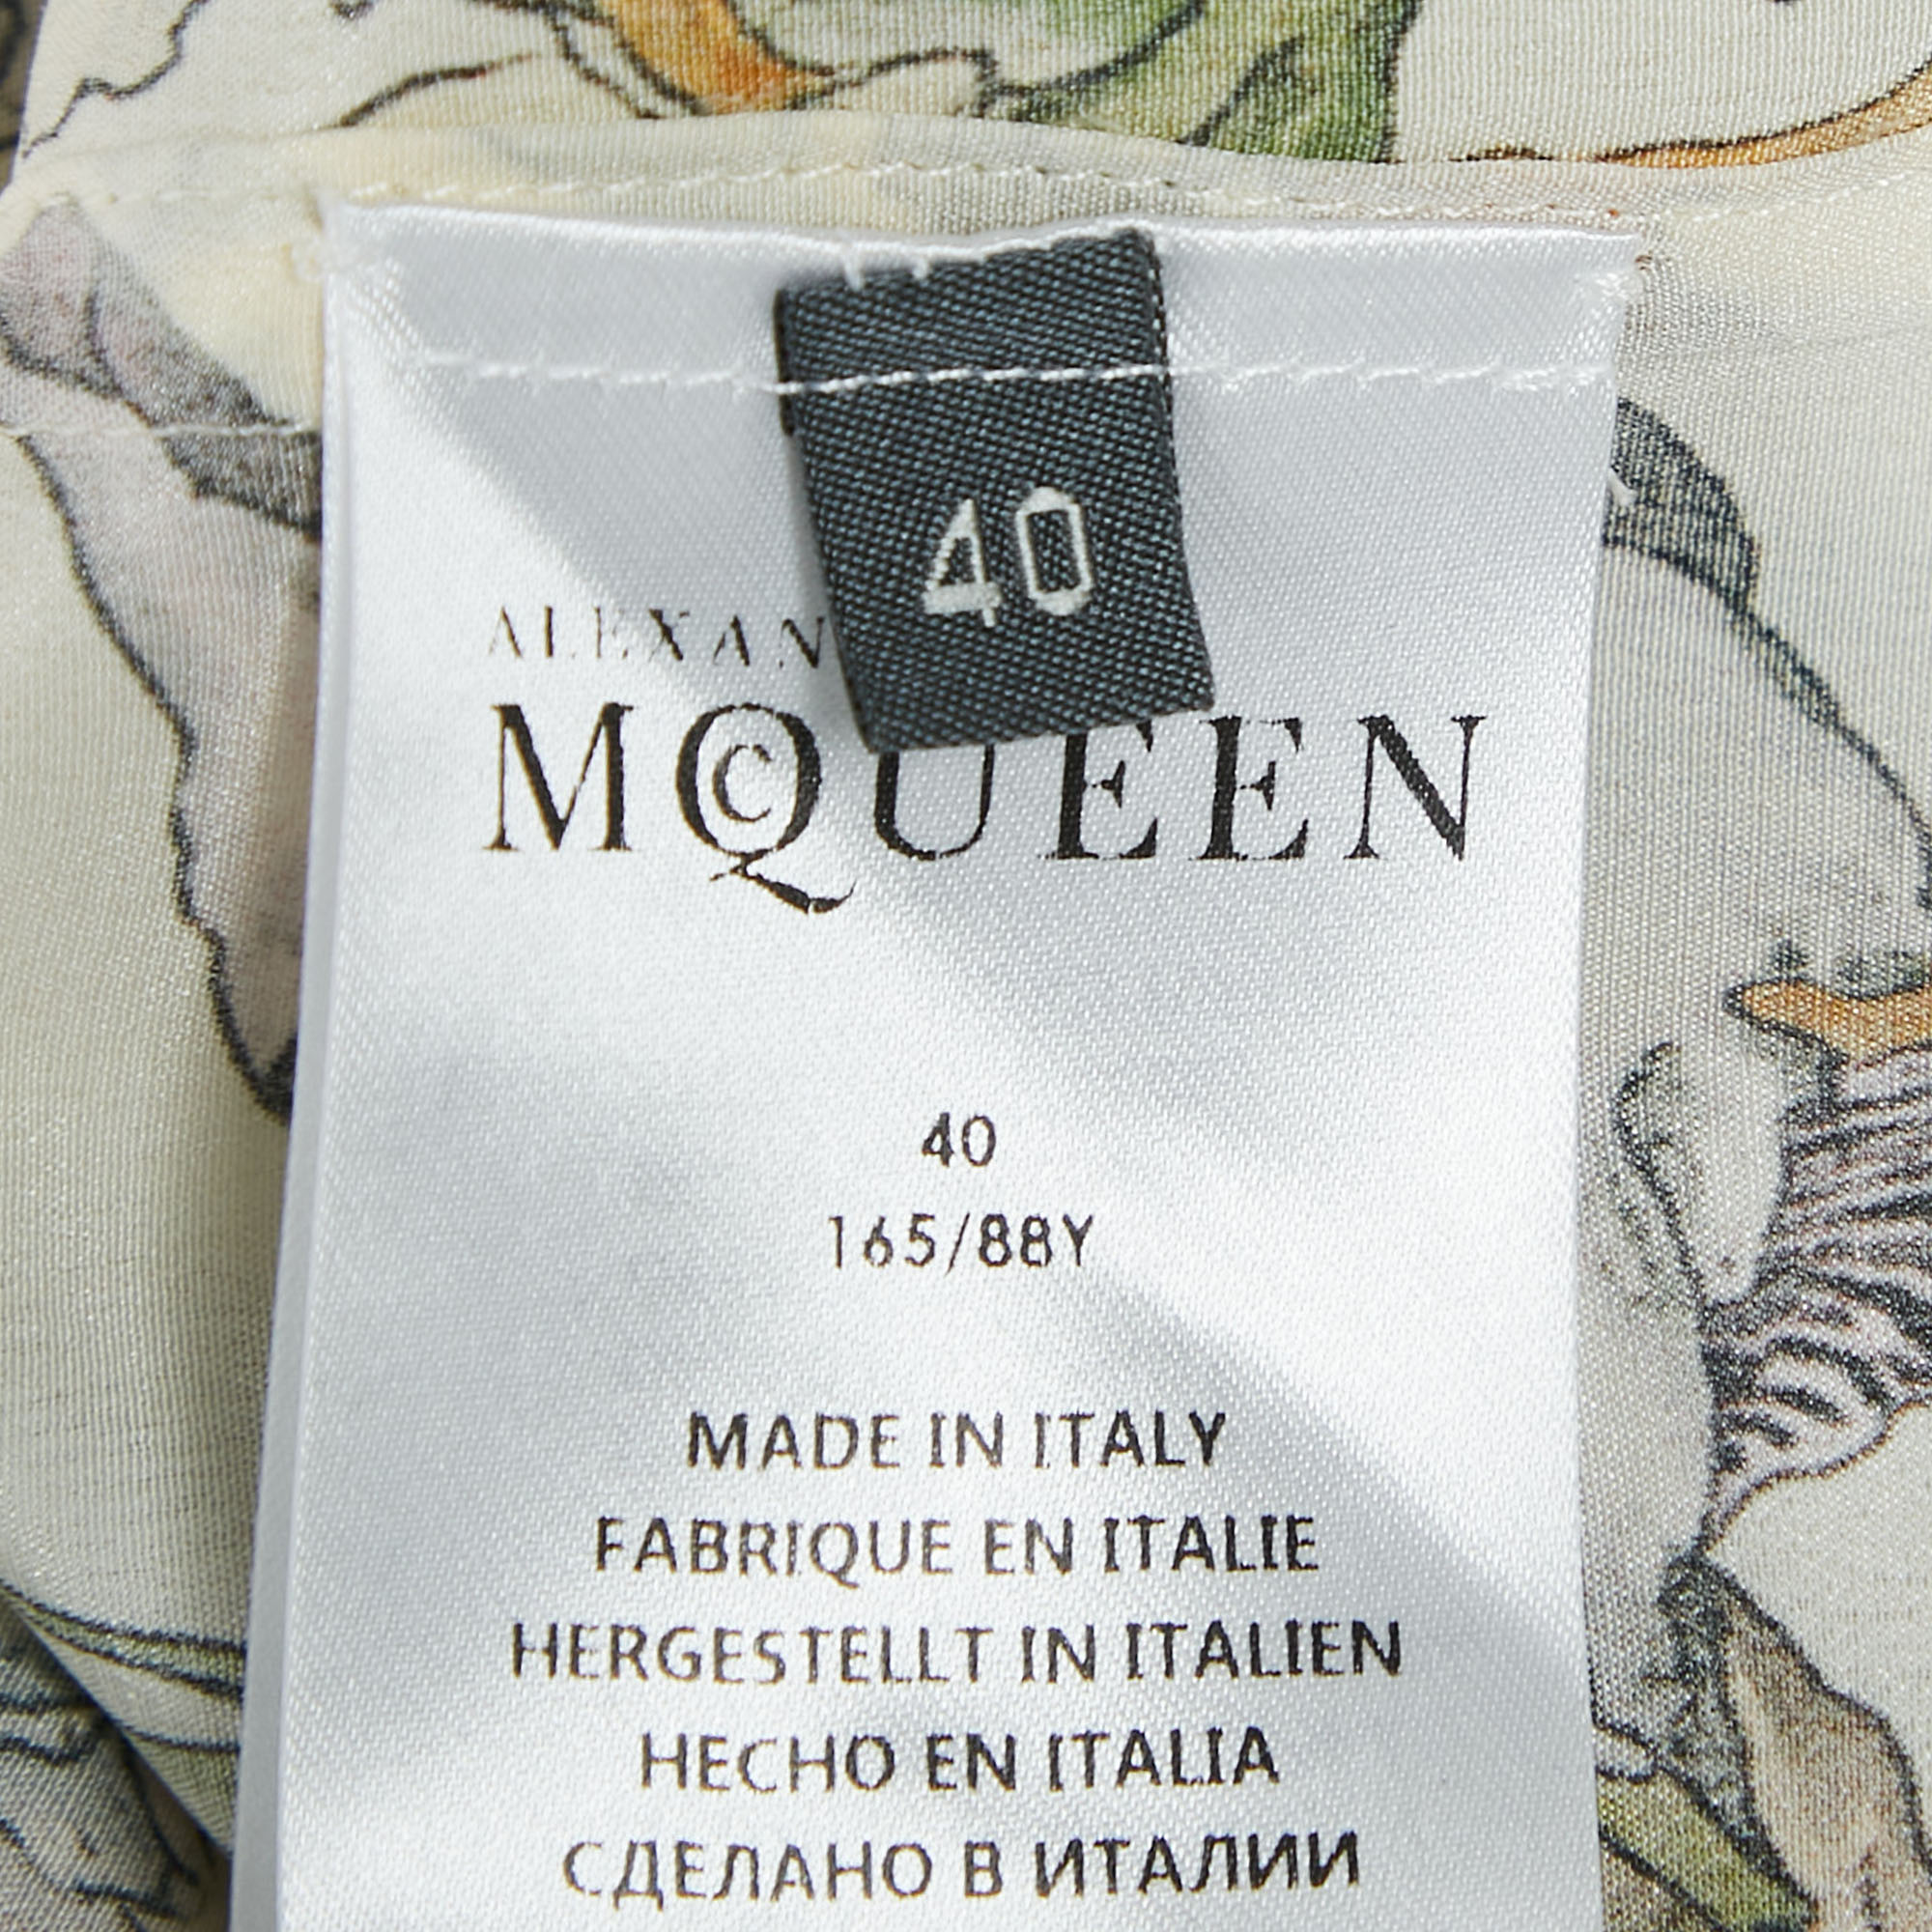 40
ALEXAN
MCQUEEN
40
165/88Y
MADE IN ITALY
FABRIQUE EN ITALIE
HERGESTELLT IN ITALIEN
HECHO EN ITALIA
СДЕЛАНО В ИТАЛИИ